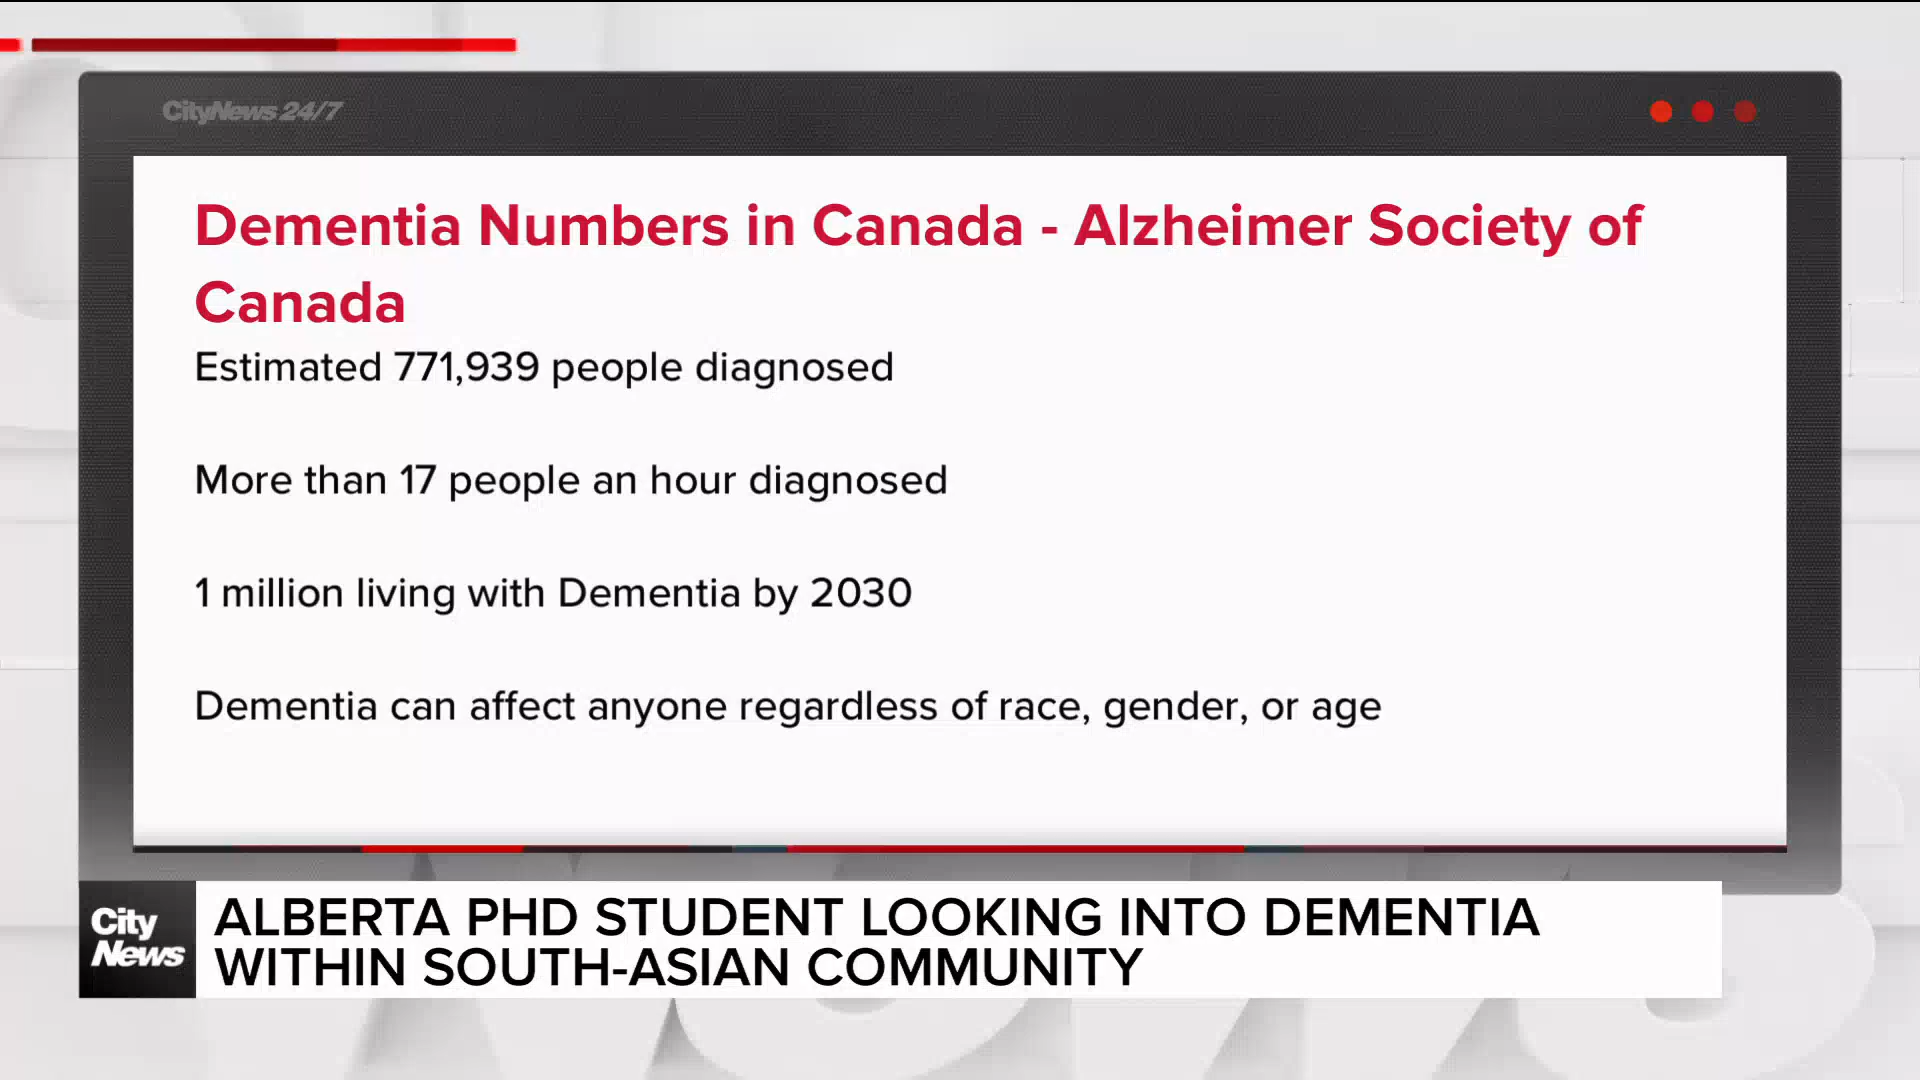 CityNews 24/7
Dementia Numbers in Canada - Alzheimer Society of
Canada
Estimated 771,939 people diagnosed
More than 17 people an hour diagnosed
1 million living with Dementia by 2030
Dementia can affect anyone regardless of race, gender, or age
City
News
ALBERTA PHD STUDENT LOOKING INTO DEMENTIA
WITHIN SOUTH-ASIAN COMMUNITY